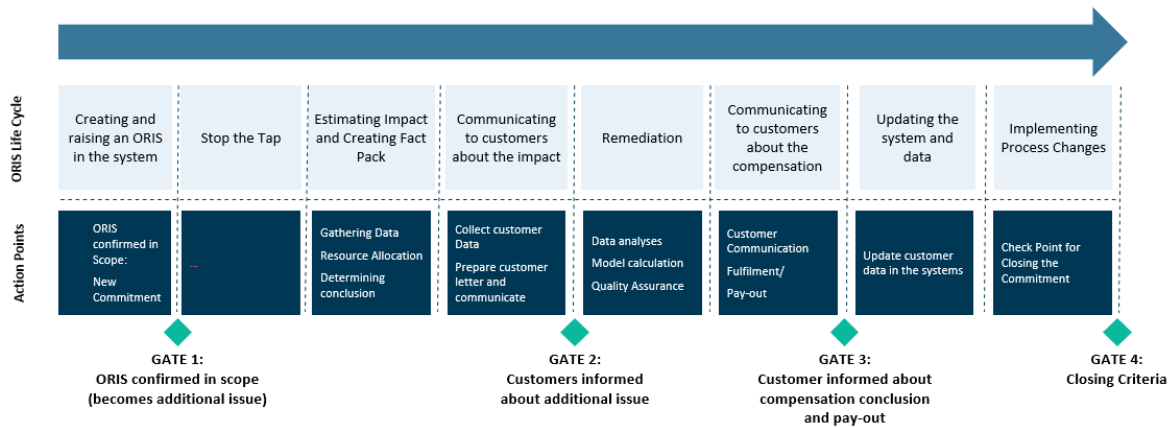 ORIS Life Cycle
Creating and
raising an ORIS
in the system
Stop the Tap
Estimating Impact
and Creating Fact
Pack
Communicating
to customers
about the impact
Remediation
Communicating
to customers
about the
compensation
Updating the
system and
data
Implementing
Process Changes
Action Points
ORIS
confirmed in
Scope:
New
Commitment
...
Gathering Data
Resource Allocation
Determining
conclusion
Collect customer
Data
Prepare customer
letter and
communicate
Data analyses
Model calculation
Quality Assurance
Customer
Communication
Fulfilment/
Pay-out
Update customer
data in the systems
Check Point for
Closing the
Commitment
GATE 1:
ORIS confirmed in scope
(becomes additional issue)
GATE 2:
Customers informed
about additional issue
GATE 3:
Customer informed about
compensation conclusion
and pay-out
GATE 4:
Closing Criteria